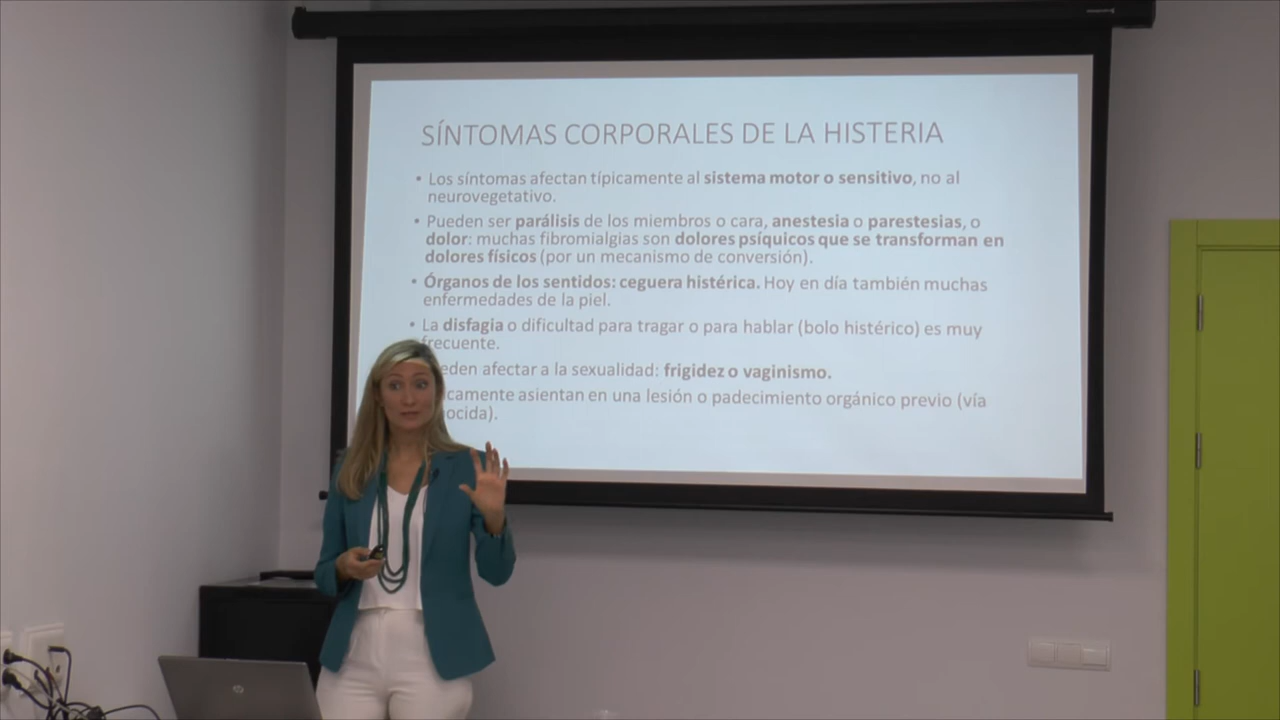 SÍNTOMAS CORPORALES DE LA HISTERIA
• Los síntomas afectan típicamente al sistema motor o sensitivo, no al
neurovegetativo.
• Pueden ser parálisis de los miembros o cara, anestesia o parestesias, o
dolor: muchas fibromialgias son dolores psíquicos que se transforman en
dolores físicos (por un mecanismo de conversión).
• Órganos de los sentidos: ceguera histérica. Hoy en día también muchas
enfermedades de la piel.
• La disfagia o dificultad para tragar o para hablar (bolo histérico) es muy
frecuente.
eden afectar a la sexualidad: frigidez o vaginismo.
camente asientan en una lesión o padecimiento orgánico previo (vía
ocida).
hp